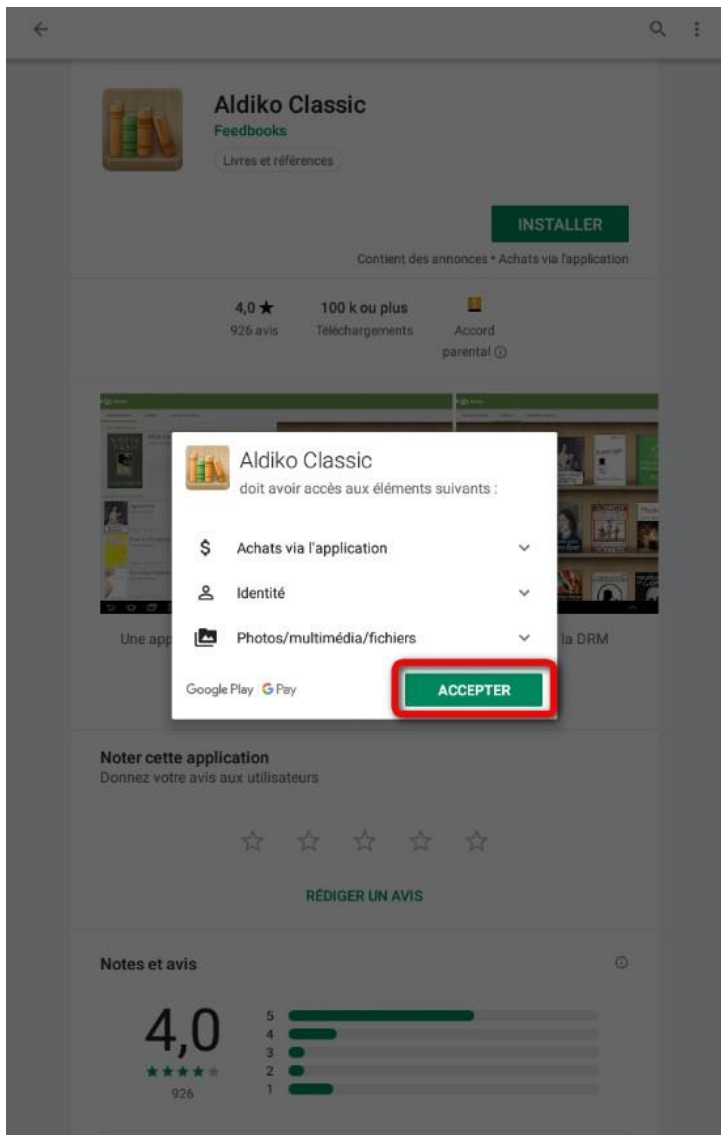 Aldiko Classic
Feedbooks
Livres et références
INSTALLER
Contient des annonces • Achats via l'application
4,0 ★
926 avis
100 k ou plus
Téléchargements
Accord
parental
Aldiko Classic
doit avoir accès aux éléments suivants :
$ Achats via l'application
Identité
Photos/multimédia/fichiers
Une app
la DRM
Google Play | G Pay
ACCEPTER
Noter cette application
Donnez votre avis aux utilisateurs
RÉDIGER UN AVIS
Notes et avis
4,0
926
5
4
3
2
1